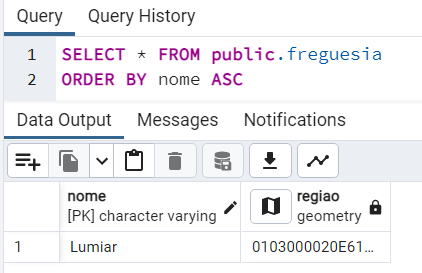 Query Query History
1 SELECT * FROM public.freguesia
2 ORDER BY nome ASC
Data Output Messages Notifications
nome regiao
[PK] character varying geometry
1 Lumiar 0103000020E61...